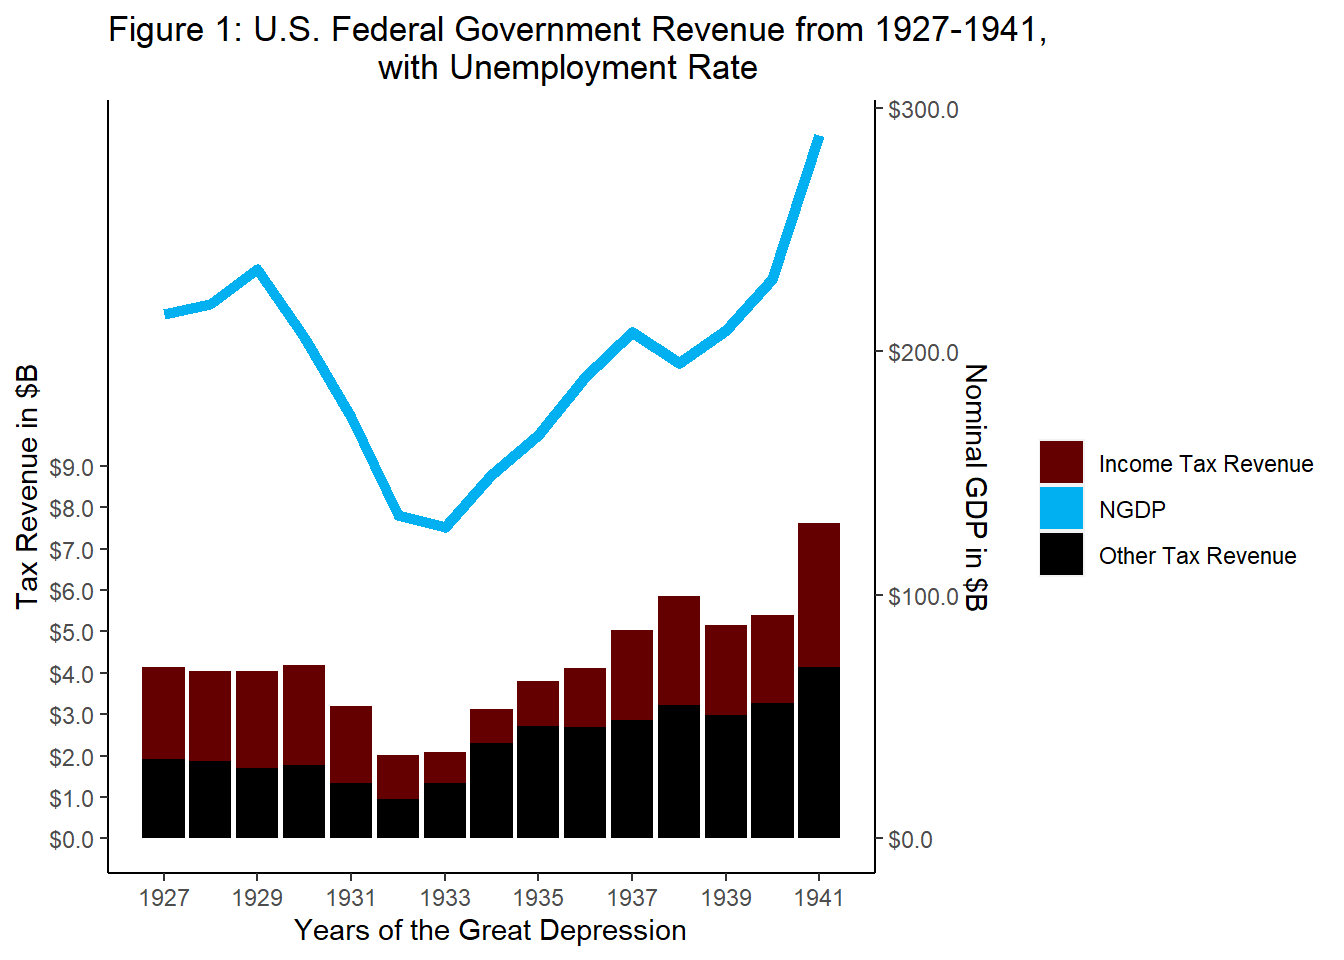 Figure 1: U.S. Federal Government Revenue from 1927-1941,
with Unemployment Rate
Tax Revenue in $B
$9.0
$8.0
$7.0
$6.0
$5.0
$4.0
$3.0
$2.0
$1.0
$0.0
$300.0
$200.0
$100.0
$0.0
Nominal GDP in $B
Income Tax Revenue
NGDP
Other Tax Revenue
1927 1929 1931 1933 1935 1937 1939 1941
Years of the Great Depression